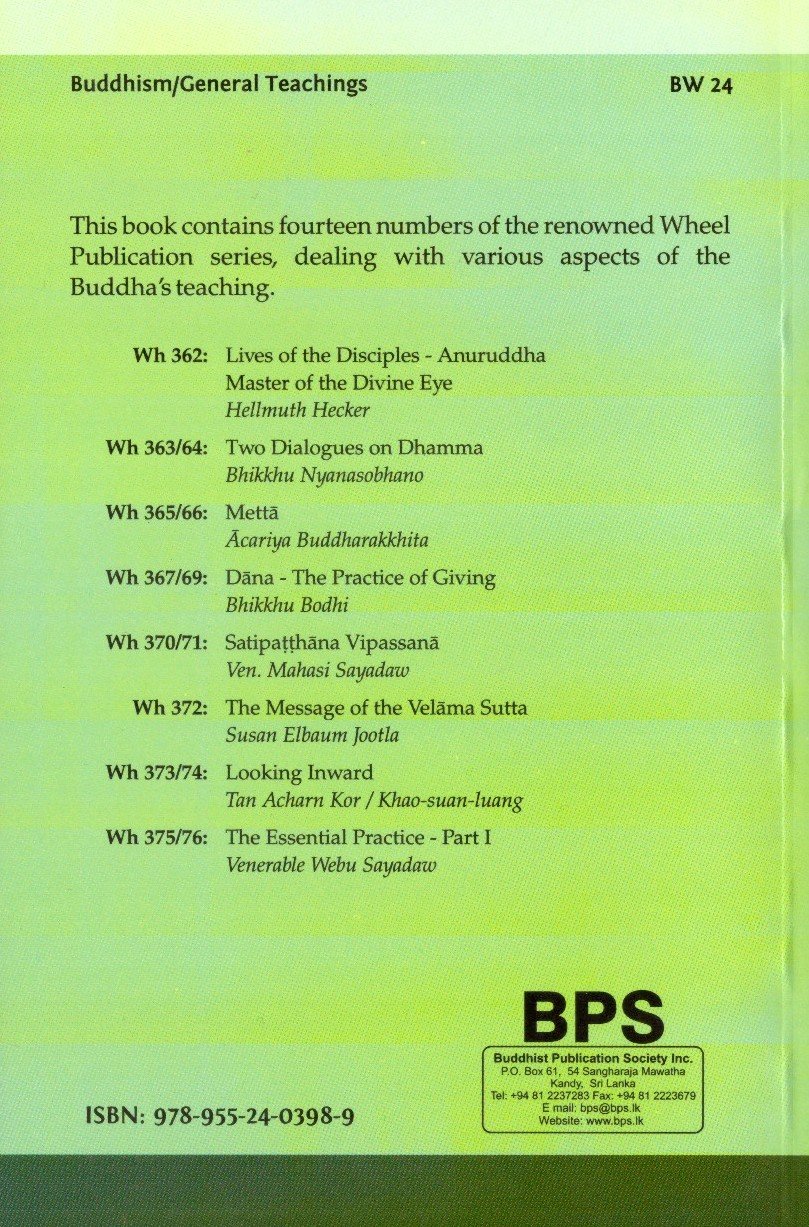 Buddhism/General Teachings BW 24
This book contains fourteen numbers of the renowned Wheel
Publication series, dealing with various aspects of the
Buddha's teaching.
Wh 362: Lives of the Disciples - Anuruddha
Master of the Divine Eye
Hellmuth Hecker
Wh 363/64: Two Dialogues on Dhamma
Bhikkhu Nyanasobhano
Wh 365/66: Mettā
Ācariya Buddharakkhita
Wh 367/69: Dāna - The Practice of Giving
Bhikkhu Bodhi
Wh 370/71: Satipaṭṭhāna Vipassanā
Ven. Mahasi Sayadaw
Wh 372: The Message of the Velāma Sutta
Susan Elbaum Jootla
Wh 373/74: Looking Inward
Tan Acharn Kor / Khao-suan-luang
Wh 375/76: The Essential Practice - Part I
Venerable Webu Sayadaw
BPS
Buddhist Publication Society Inc.
P.O. Box 61, 54 Sangharaja Mawatha
Kandy, Sri Lanka
Tel: +94 81 2237283 Fax: +94 81 2223679
E mail: bps@bps.lk
Website: www.bps.lk
ISBN: 978-955-24-0398-9